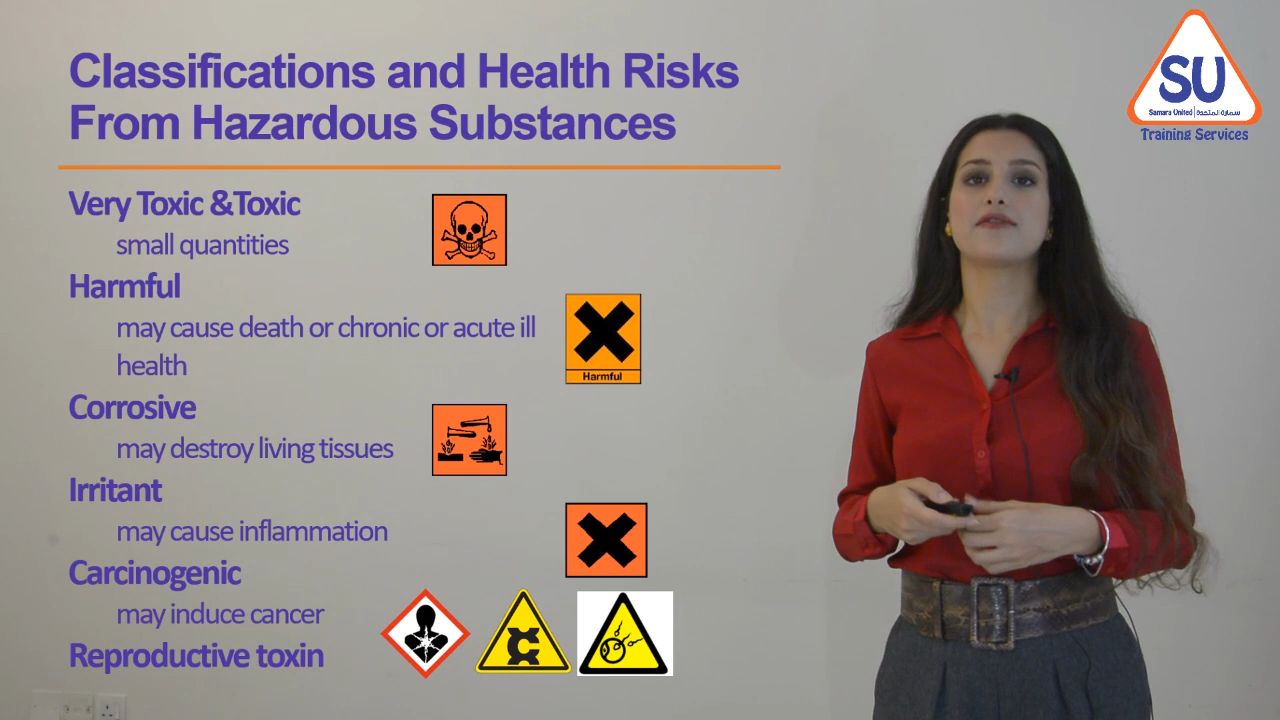 Classifications and Health Risks
From Hazardous Substances
Very Toxic &Toxic
small quantities
Harmful
may cause death or chronic or acute ill
health
Harmful
Corrosive
may destroy living tissues
Irritant
may cause inflammation
Carcinogenic
may induce cancer
Reproductive toxin
SU
Samara United | سمارة المتحدة
Training Services